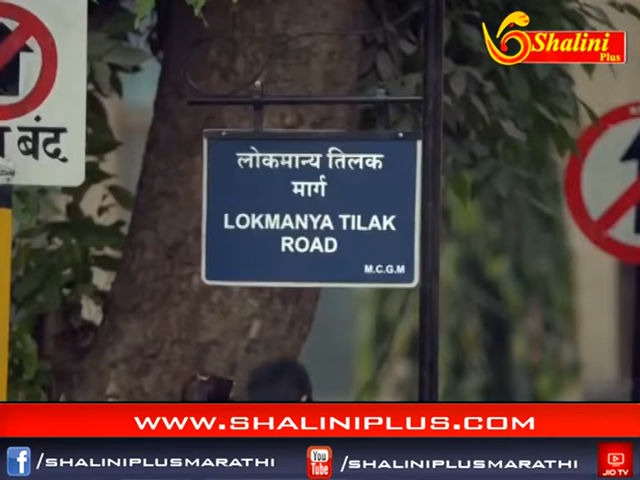 Shalini
Plus
बंद
लोकमान्य तिलक
मार्ग
LOKMANYA TILAK
ROAD
M.C.G.M
WWW.SHALINIPLUS.COM
f /SHALINIPLUSMARATHI
You Tube /SHALINIPLUSMARATHI
JIO TV